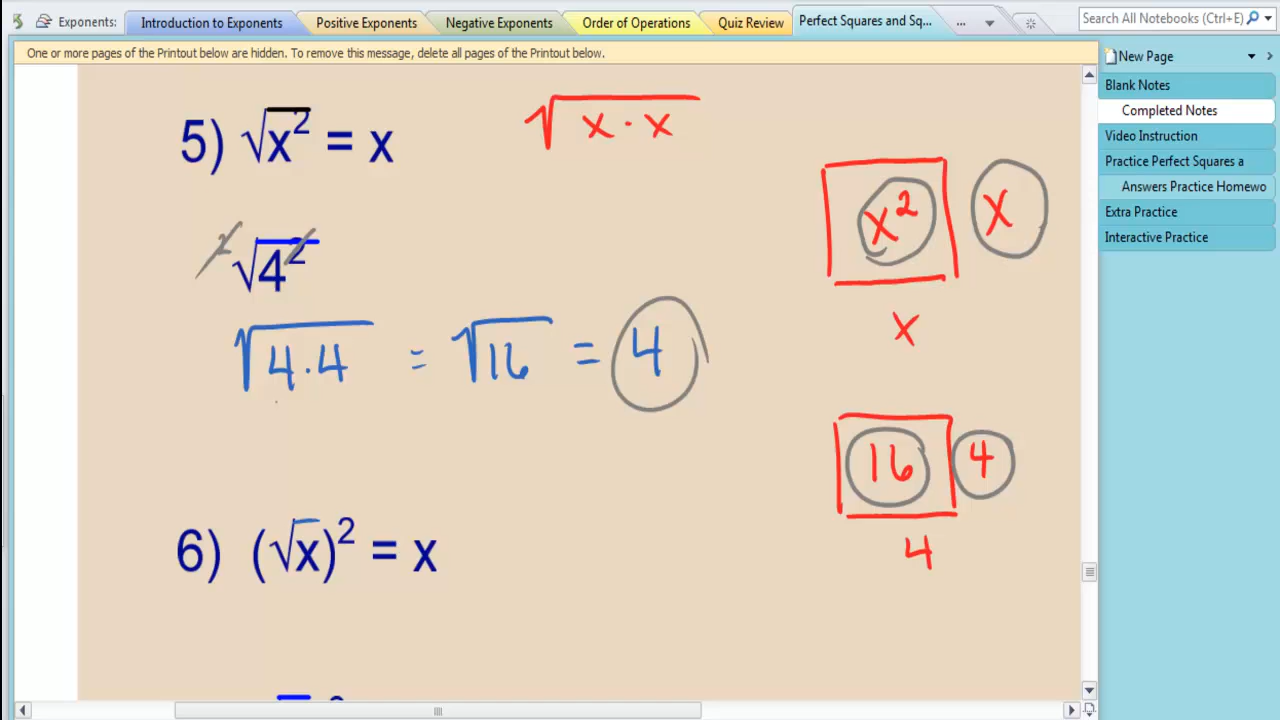 Exponents: Introduction to Exponents Positive Exponents Negative Exponents Order of Operations Quiz Review Perfect Squares and Sq... ... Search All Notebooks (Ctrl+E)
One or more pages of the Printout below are hidden. To remove this message, delete all pages of the Printout below.
New Page
Blank Notes
Completed Notes
Video Instruction
Practice Perfect Squares a
Answers Practice Homewo
Extra Practice
Interactive Practice
5) √x² = x
√x · x
x² x
x
2
√4²
√4 · 4 = √16 = 4
16 4
4
6) (√x)² = x